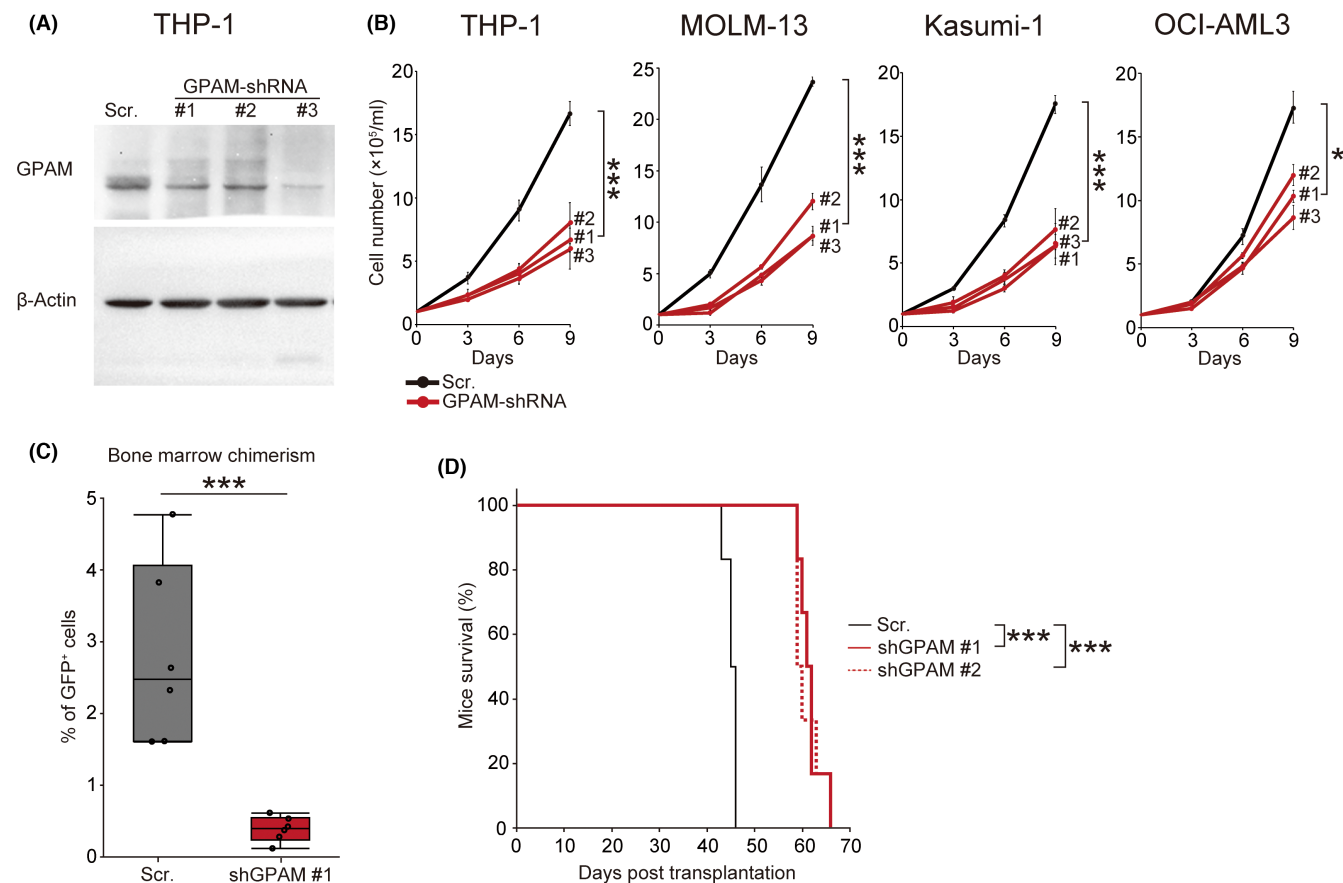 (A)
THP-1
GPAM-shRNA
Scr. #1 #2 #3
GPAM
β-Actin
(B)
THP-1
MOLM-13
Kasumi-1
OCI-AML3
Cell number (×10⁵/ml)
20
15
10
5
0
0 3 6 9
Days
***
#2
#1
#3
25
20
15
10
5
0
0 3 6 9
Days
***
#2
#1
#3
20
15
10
5
0
0 3 6 9
Days
***
#2
#3
#1
20
15
10
5
0
0 3 6 9
Days
*
#2
#1
#3
Scr.
GPAM-shRNA
(C)
Bone marrow chimerism
***
% of GFP⁺ cells
5
4
3
2
1
0
Scr. shGPAM #1
(D)
Mice survival (%)
100
80
60
40
20
0
0 10 20 30 40 50 60 70
Days post transplantation
Scr.
shGPAM #1
shGPAM #2
***
***